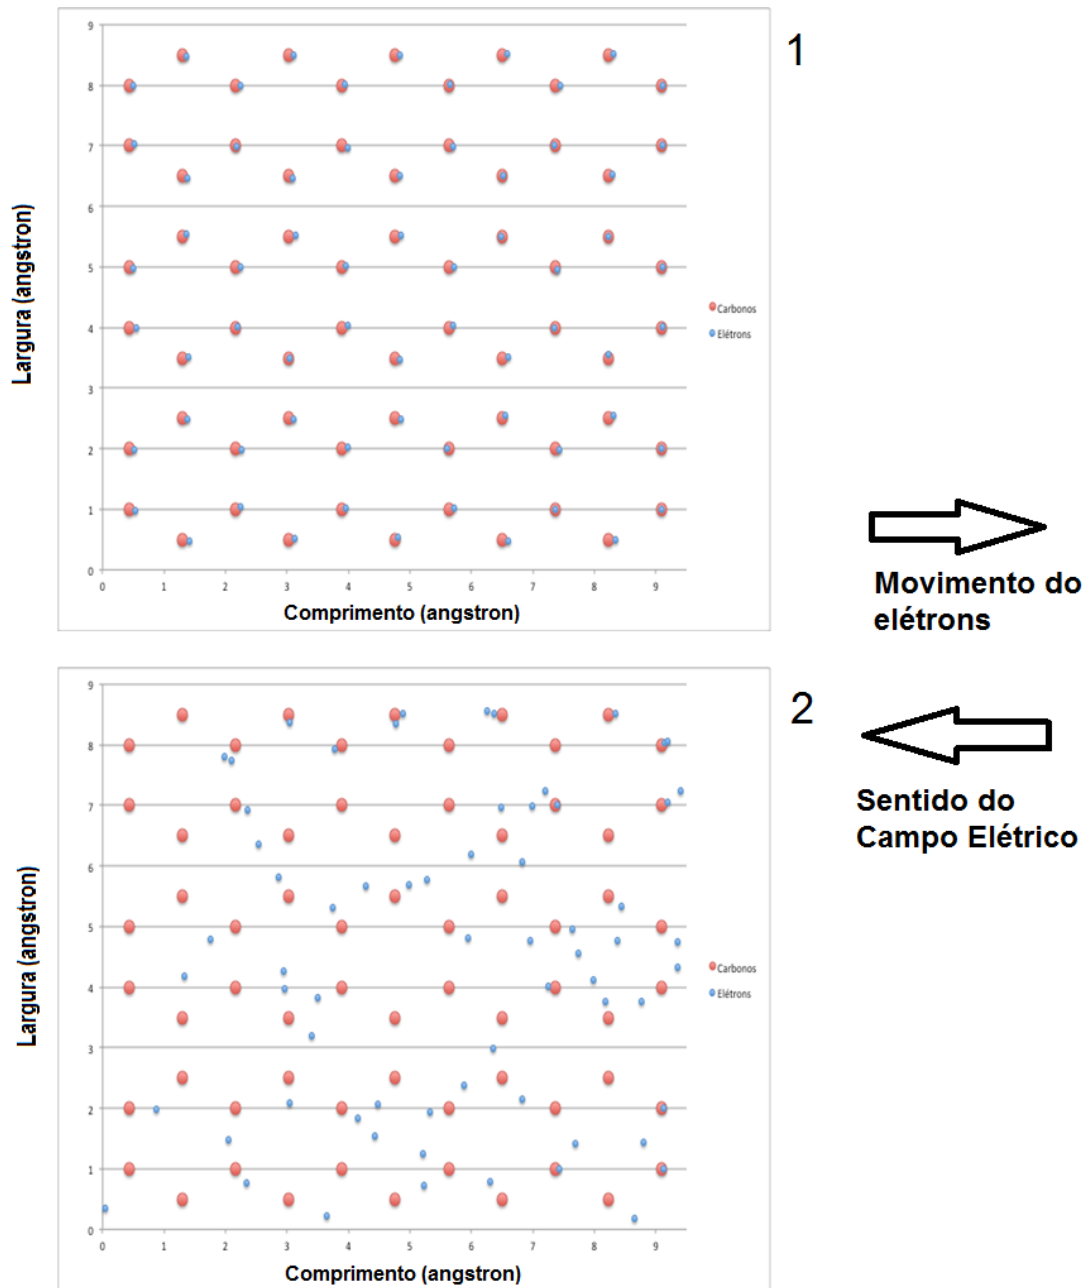 1
9
8
7
6
5
4
3
2
1
0
Largura (angstron)
Carbonos
Elétrons
0 1 2 3 4 5 6 7 8 9
Comprimento (angstron)
Movimento do
elétrons
2
Sentido do
Campo Elétrico
9
8
7
6
5
4
3
2
1
0
Largura (angstron)
Carbonos
Elétrons
0 1 2 3 4 5 6 7 8 9
Comprimento (angstron)